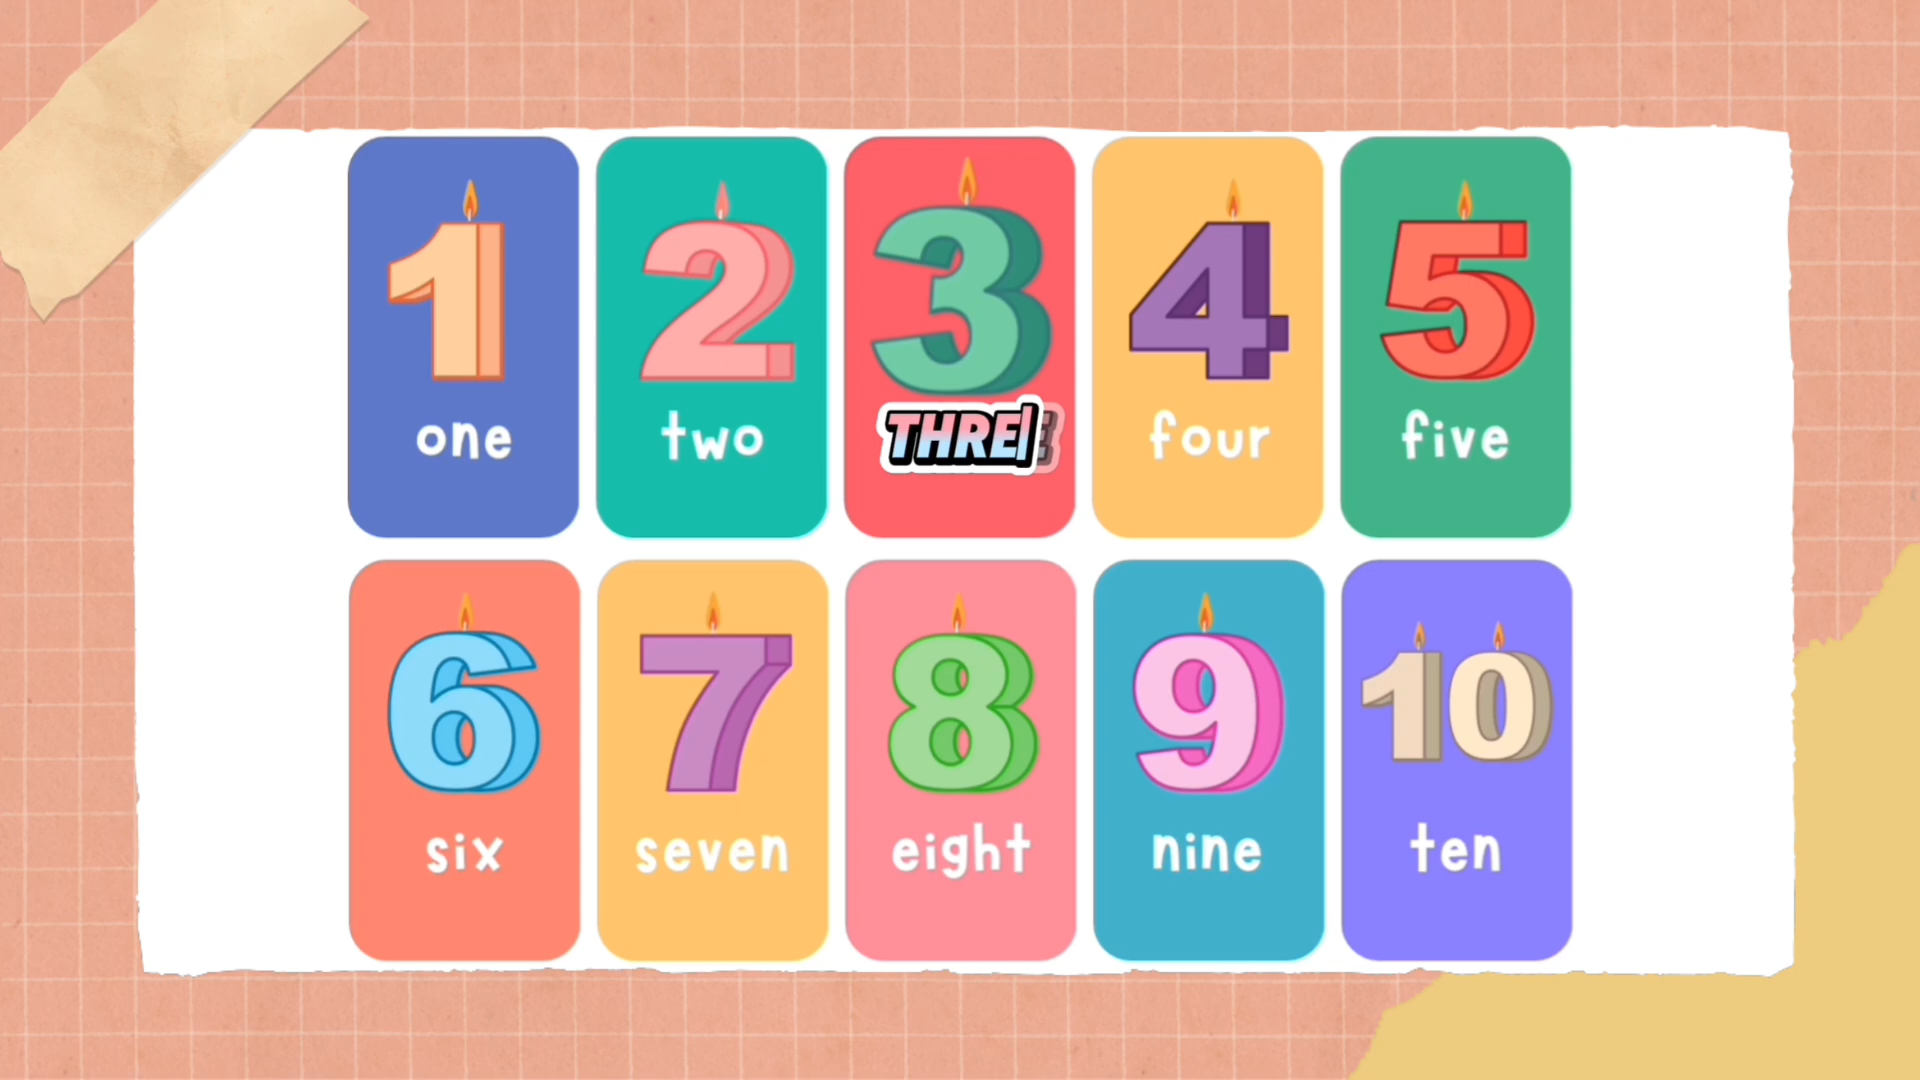 1 2 3 4 5
one two THREE four five
6 7 8 9 10
six seven eight nine ten